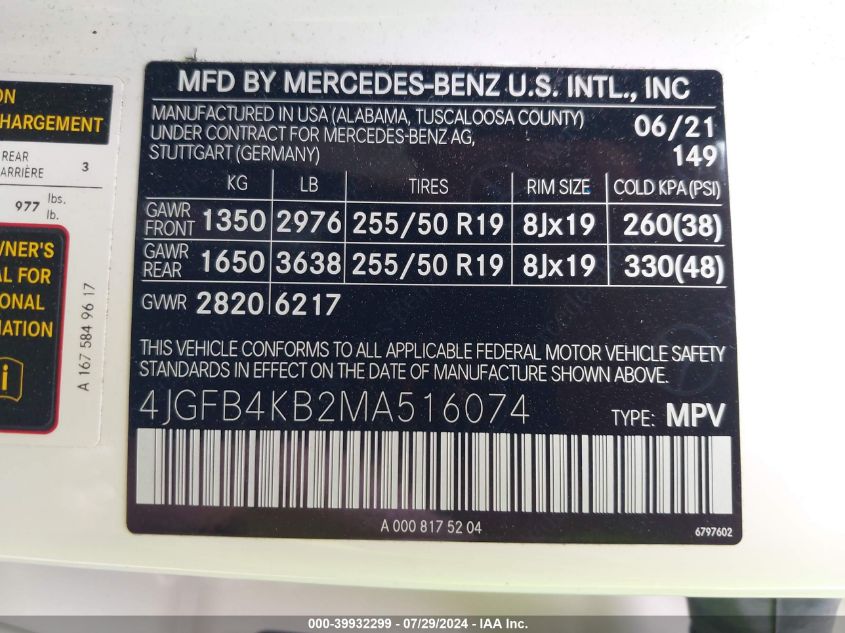 MFD BY MERCEDES-BENZ U.S. INTL., INC
MANUFACTURED IN USA (ALABAMA, TUSCALOOSA COUNTY) 06/21
UNDER CONTRACT FOR MERCEDES-BENZ AG,
STUTTGART (GERMANY) 149
KG LB TIRES RIM SIZE COLD KPA (PSI)
GAWR FRONT 1350 2976 255/50 R19 8Jx19 260(38)
GAWR REAR 1650 3638 255/50 R19 8Jx19 330(48)
GVWR 2820 6217
THIS VEHICLE CONFORMS TO ALL APPLICABLE FEDERAL MOTOR VEHICLE SAFETY
STANDARDS IN EFFECT ON THE DATE OF MANUFACTURE SHOWN ABOVE.
4JGFB4KB2MA516074 TYPE: MPV
A 000 817 52 04
6797602
ON
HARGEMENT
REAR
ARRIÈRE 3
977 lbs.
lb.
WNER'S
AL FOR
IONAL
MATION
i
A 167 584 96 17
000-39932299 - 07/29/2024 - IAA Inc.